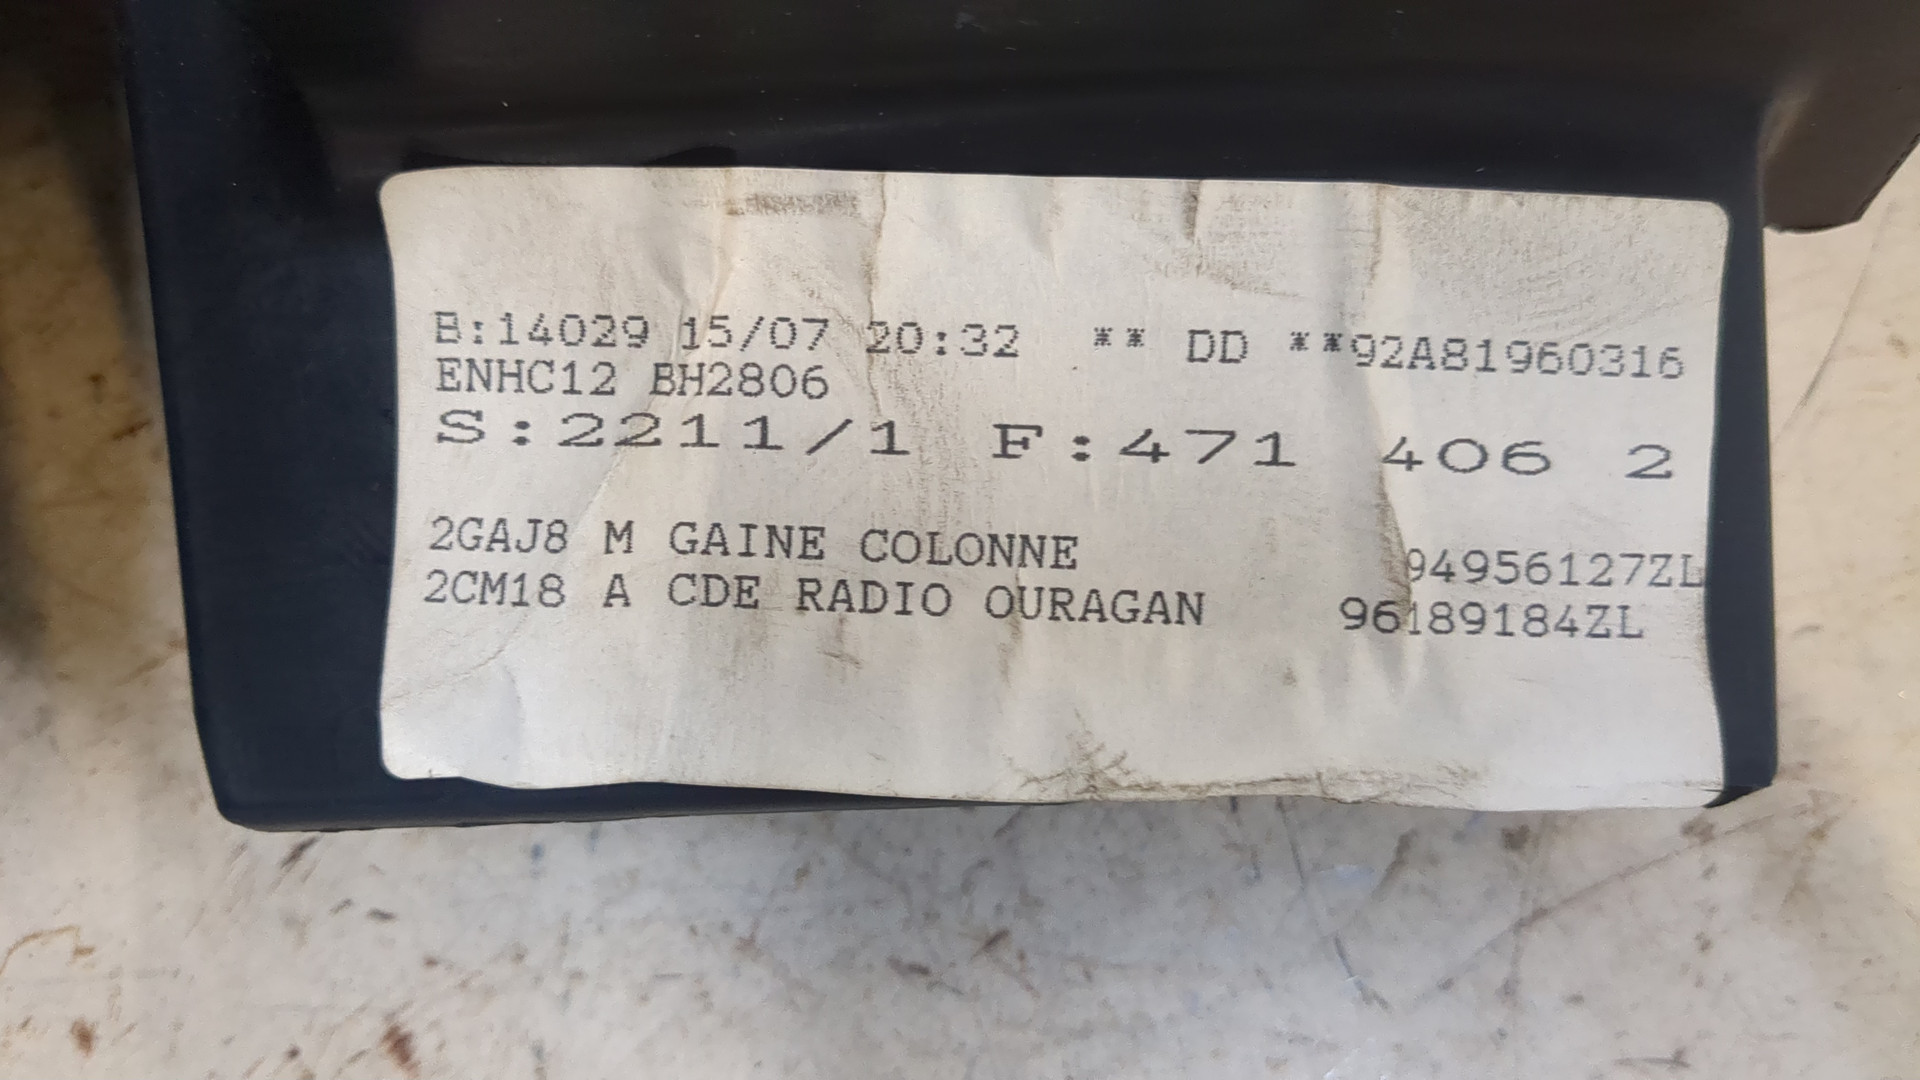 B:14029 15/07 20:32 ** DD **92A81960316
ENHC12 BH2806
S:2211/1 F:471 406 2
2GAJ8 M GAINE COLONNE 94956127ZL
2CM18 A CDE RADIO OURAGAN 96189184ZL